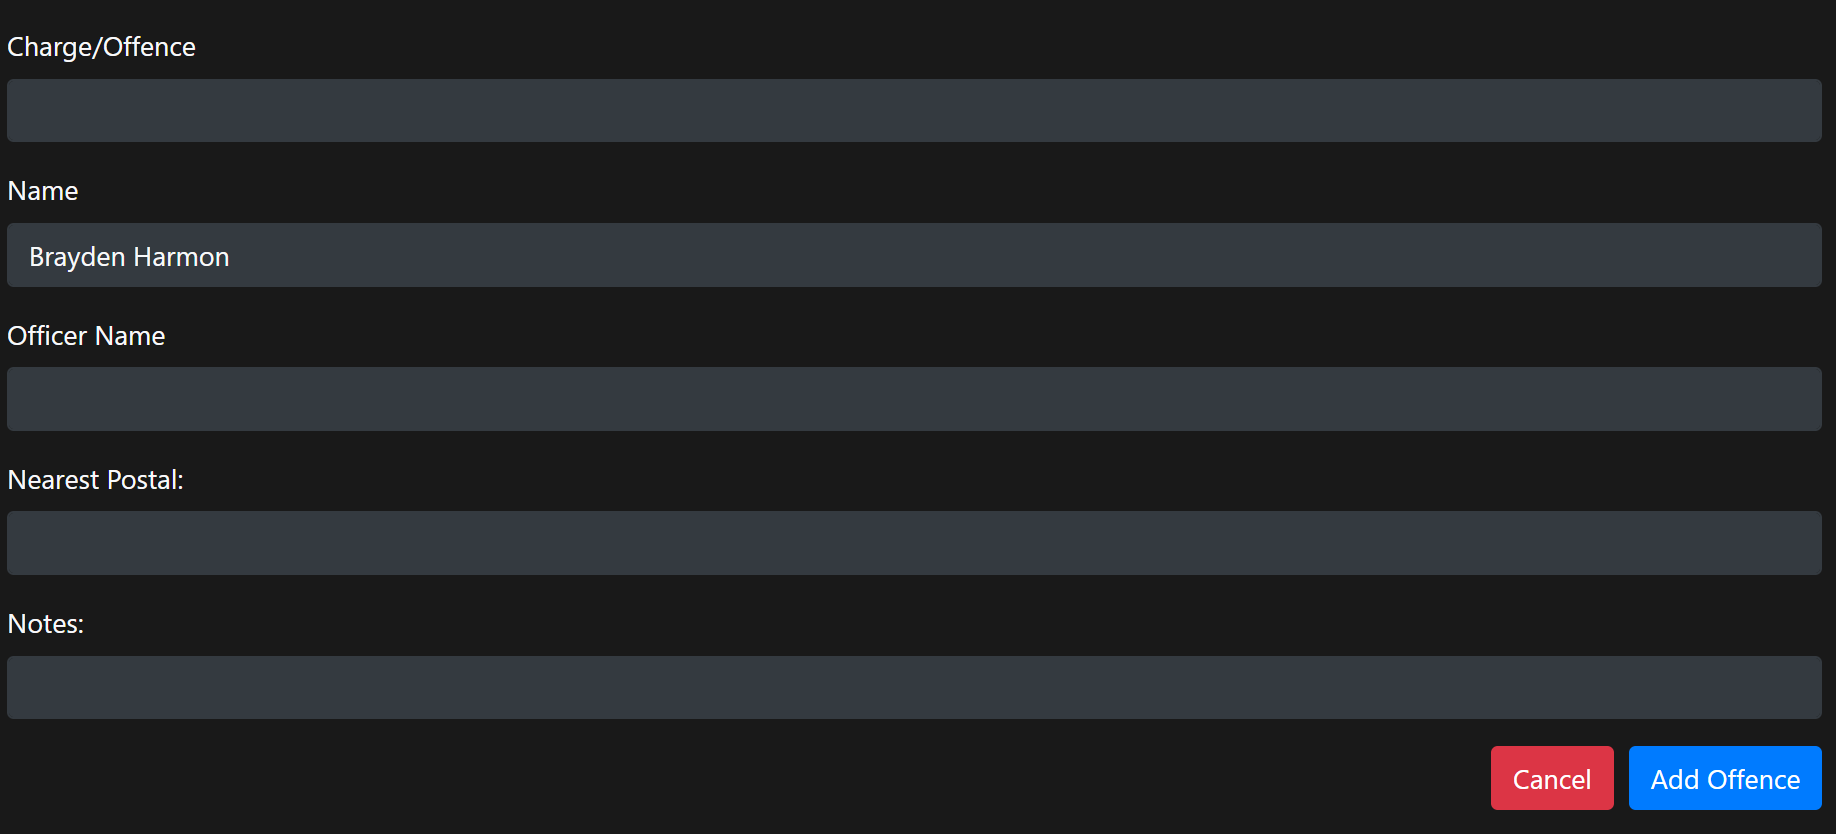 Charge/Offence
Name
Brayden Harmon
Officer Name
Nearest Postal:
Notes:
Cancel Add Offence